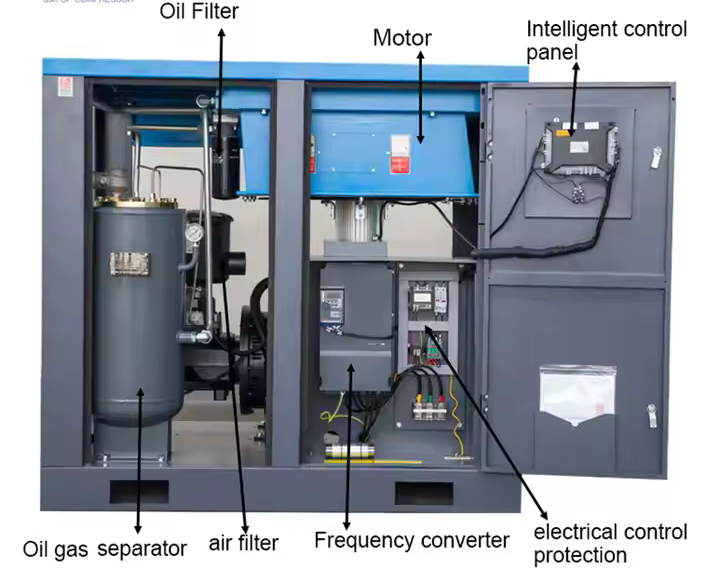 Oil Filter
Motor
Intelligent control
panel
Oil gas separator
air filter
Frequency converter
electrical control
protection